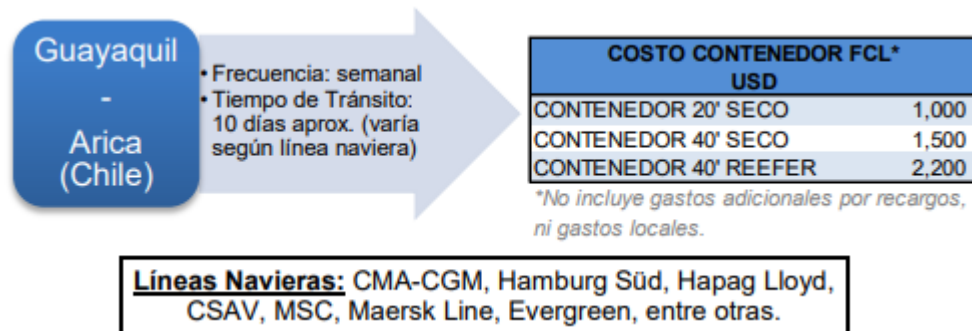 Guayaquil
-
Arica
(Chile)
• Frecuencia: semanal
• Tiempo de Tránsito:
10 días aprox. (varía
según línea naviera)
COSTO CONTENEDOR FCL*
USD
CONTENEDOR 20' SECO 1,000
CONTENEDOR 40' SECO 1,500
CONTENEDOR 40' REEFER 2,200
*No incluye gastos adicionales por recargos,
ni gastos locales.
Líneas Navieras: CMA-CGM, Hamburg Süd, Hapag Lloyd,
CSAV, MSC, Maersk Line, Evergreen, entre otras.